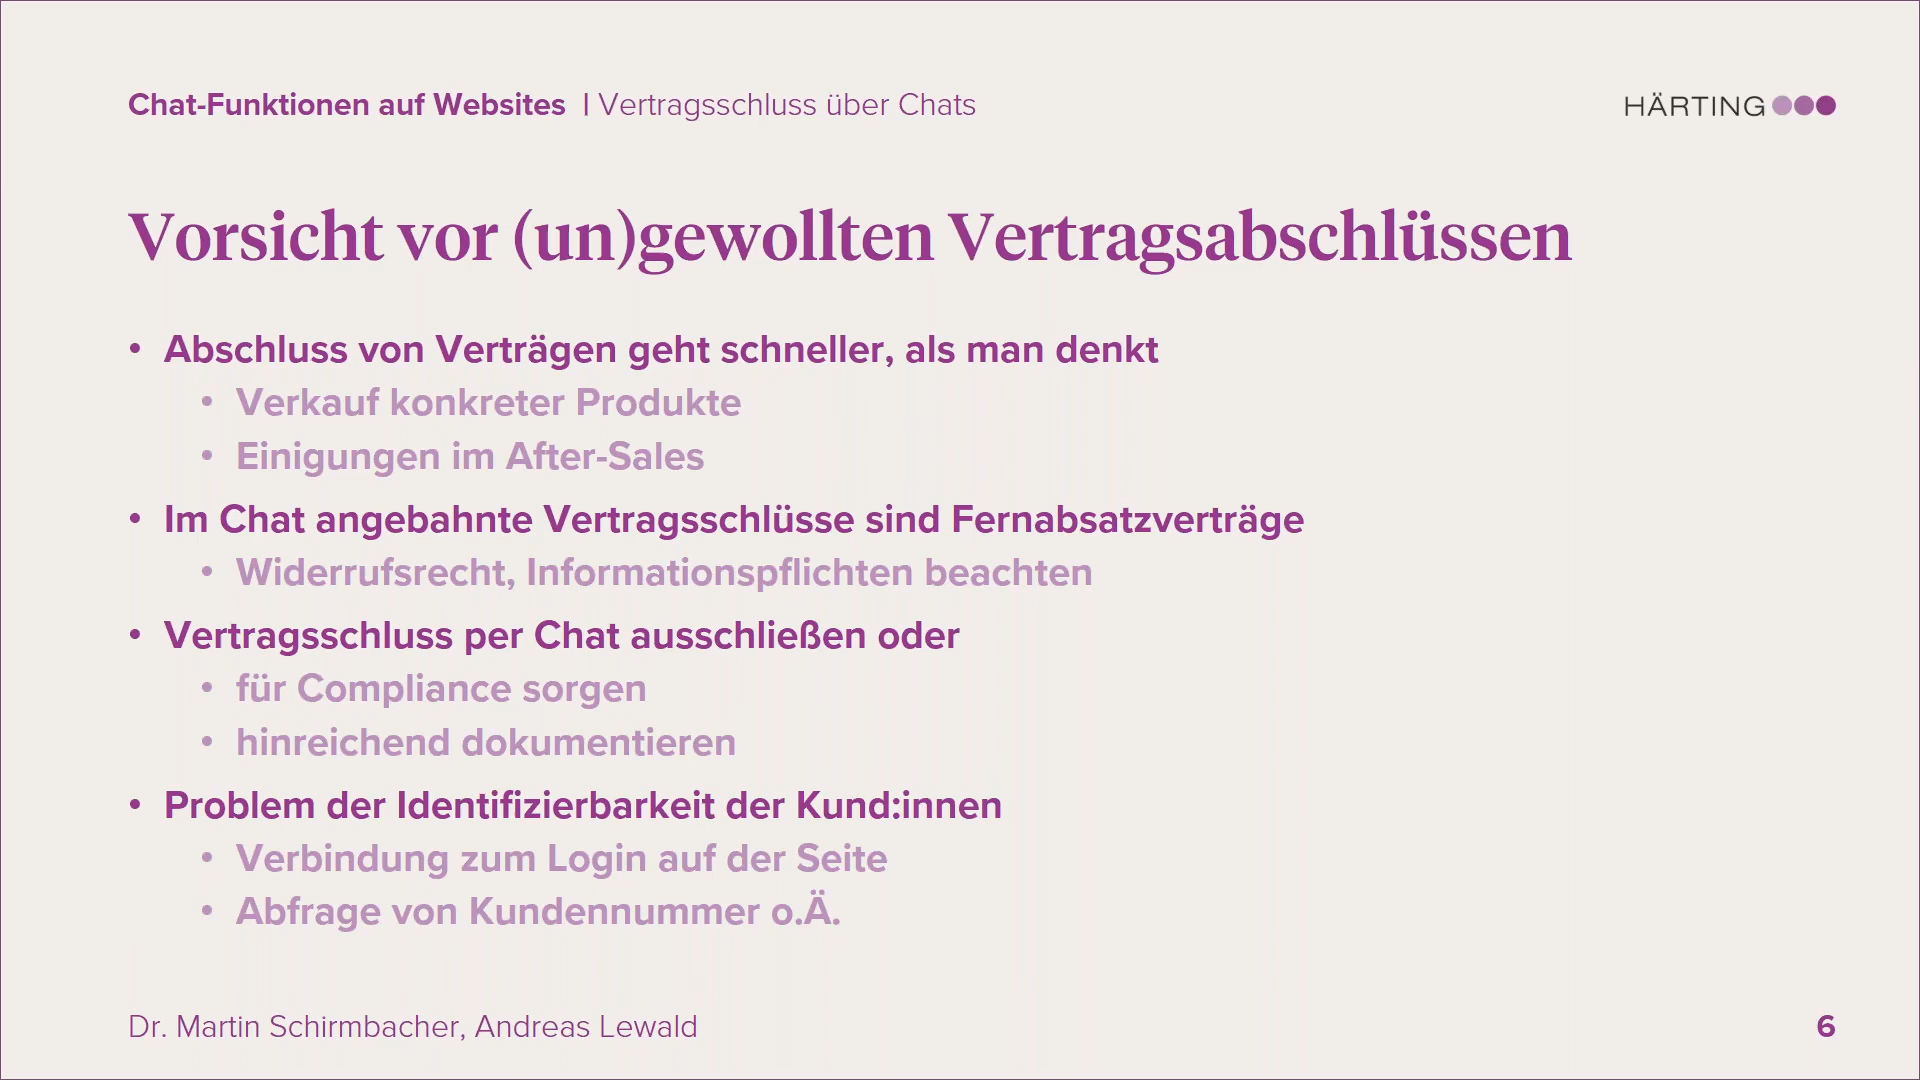 Chat-Funktionen auf Websites | Vertragsschluss über Chats
HÄRTING
Vorsicht vor (un)gewollten Vertragsabschlüssen
• Abschluss von Verträgen geht schneller, als man denkt
• Verkauf konkreter Produkte
• Einigungen im After-Sales
• Im Chat angebahnte Vertragsschlüsse sind Fernabsatzverträge
• Widerrufsrecht, Informationspflichten beachten
• Vertragsschluss per Chat ausschließen oder
• für Compliance sorgen
• hinreichend dokumentieren
• Problem der Identifizierbarkeit der Kund:innen
• Verbindung zum Login auf der Seite
• Abfrage von Kundennummer o.Ä.
Dr. Martin Schirmbacher, Andreas Lewald
6